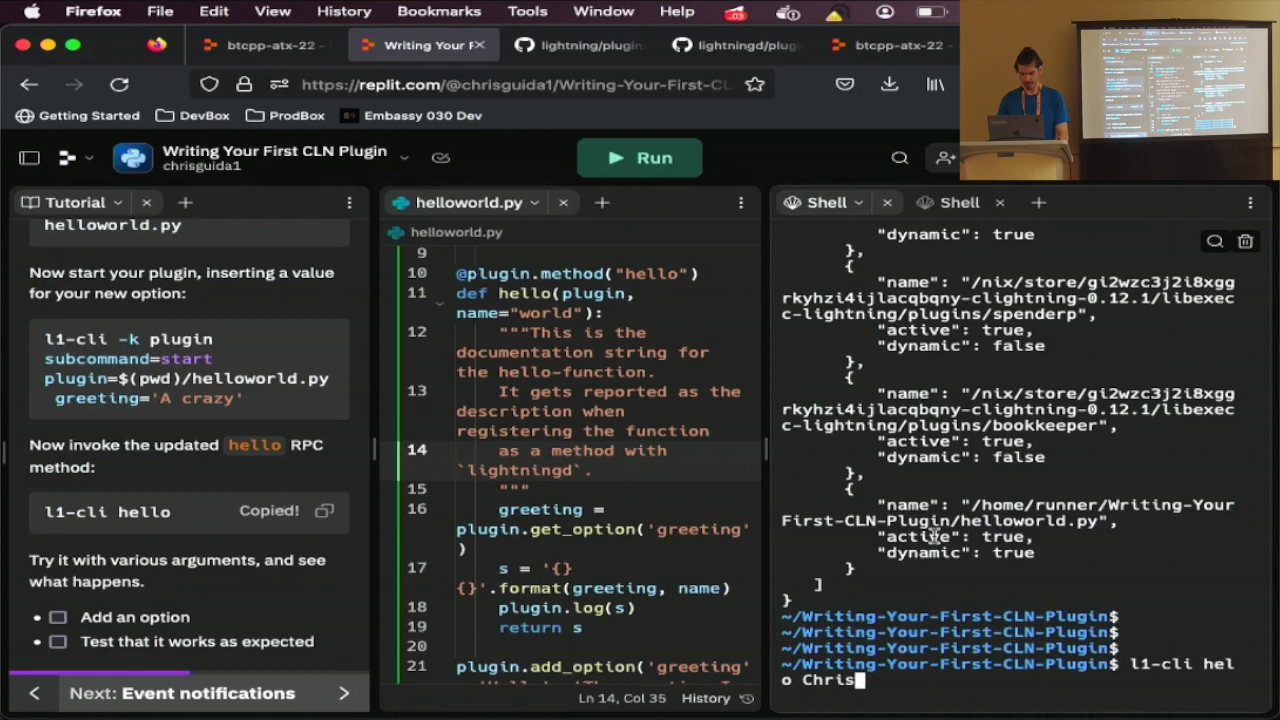 Firefox File Edit View History Bookmarks Tools Window Help
btcpp-atx-22 - Writing Your F lightning/plugin lightningd/plug btcpp-atx-22 -
https://replit.com/@chrisguida1/Writing-Your-First-CL
Getting Started DevBox ProdBox Embassy 030 Dev
Writing Your First CLN Plugin
chrisguida1
Run
Tutorial
helloworld.py
Now start your plugin, inserting a value
for your new option:
l1-cli -k plugin
subcommand=start
plugin=$(pwd)/helloworld.py
greeting='A crazy'
Now invoke the updated hello RPC
method:
l1-cli hello Copied!
Try it with various arguments, and see
what happens.
Add an option
Test that it works as expected
Next: Event notifications
helloworld.py
helloworld.py
9
10 @plugin.method("hello")
11 def hello(plugin,
name="world"):
12 """This is the
documentation string for
the hello-function.
13 It gets reported as the
description when
registering the function
14 as a method with
`lightningd`.
15 """
16 greeting =
plugin.get_option('greeting'
)
17 s = '{}
{}'.format(greeting, name)
18 plugin.log(s)
19 return s
20
21 plugin.add_option('greeting'
Ln 14, Col 35 History
Shell Shell
"dynamic": true
},
{
"name": "/nix/store/gi2wzc3j2i8xgg
rkyhzi4ijlacqbqny-clightning-0.12.1/libexec
c-lightning/plugins/spenderp",
"active": true,
"dynamic": false
},
{
"name": "/nix/store/gi2wzc3j2i8xgg
rkyhzi4ijlacqbqny-clightning-0.12.1/libexec
c-lightning/plugins/bookkeeper",
"active": true,
"dynamic": false
},
{
"name": "/home/runner/Writing-Your
First-CLN-Plugin/helloworld.py",
"active": true,
"dynamic": true
}
]
}
~/Writing-Your-First-CLN-Plugin$
~/Writing-Your-First-CLN-Plugin$
~/Writing-Your-First-CLN-Plugin$
~/Writing-Your-First-CLN-Plugin$ l1-cli hel
o Chris